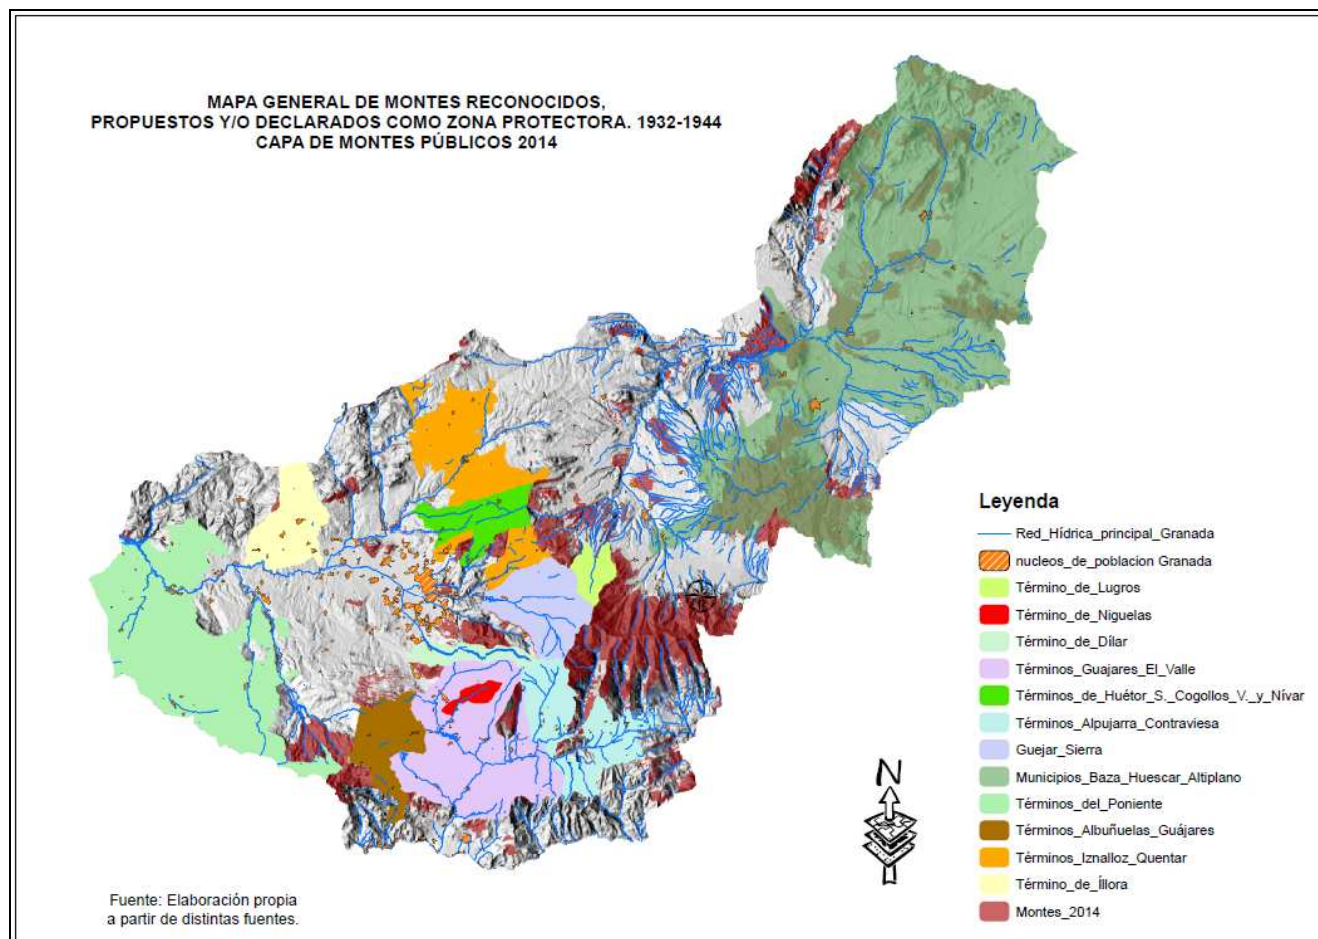 MAPA GENERAL DE MONTES RECONOCIDOS,
PROPUESTOS Y/O DECLARADOS COMO ZONA PROTECTORA. 1932-1944
CAPA DE MONTES PÚBLICOS 2014
Leyenda
Red_Hídrica_principal_Granada
nucleos_de_poblacion Granada
Término_de_Lugros
Término_de_Niguelas
Término_de_Dílar
Términos_Guajares_El_Valle
Términos_de_Huétor_S._Cogollos_V._y_Nívar
Términos_Alpujarra_Contraviesa
Guejar_Sierra
Municipios_Baza_Huescar_Altiplano
Términos_del_Poniente
Términos_Albuñuelas_Guájares
Términos_Iznalloz_Quentar
Término_de_Íllora
Montes_2014
N
Fuente: Elaboración propia
a partir de distintas fuentes.